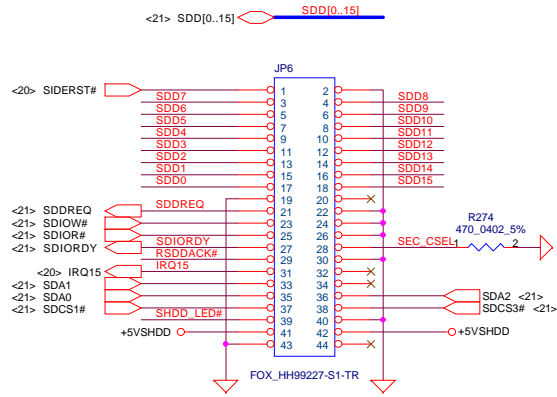 <21> SDD[0..15] SDD[0..15]
JP6
<20> SIDERST# 1 2
SDD7 3 4 SDD8
SDD6 5 6 SDD9
SDD5 7 8 SDD10
SDD4 9 10 SDD11
SDD3 11 12 SDD12
SDD2 13 14 SDD13
SDD1 15 16 SDD14
SDD0 17 18 SDD15
19 20
<21> SDDREQ SDDREQ 21 22
<21> SDIOW# 23 24
<21> SDIOR# 25 26
<21> SDIORDY SDIORDY 27 28 SEC_CSEL 1 2
R274
470_0402_5%
RSDDACK# 29 30
<20> IRQ15 IRQ15 31 32
<21> SDA1 33 34
<21> SDA0 35 36 SDA2 <21>
<21> SDCS1# 37 38 SDCS3# <21>
SHDD_LED# 39 40
+5VSHDD 41 42 +5VSHDD
43 44
FOX_HH99227-S1-TR